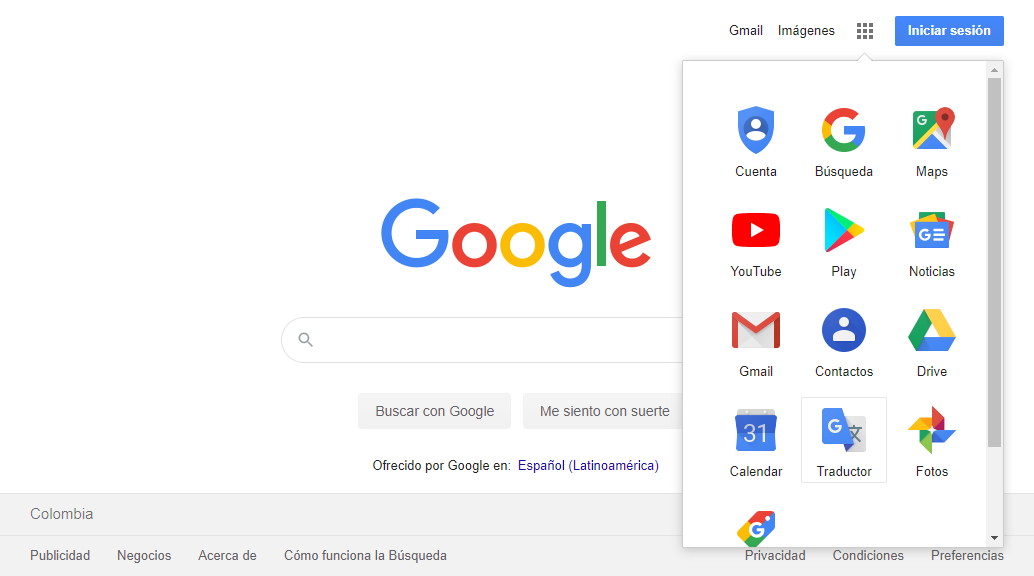 Gmail Imágenes Iniciar sesión
Cuenta Búsqueda Maps
YouTube Play Noticias
Google
Gmail Contactos Drive
Buscar con Google Me siento con suerte
31
Calendar Traductor Fotos
Ofrecido por Google en: Español (Latinoamérica)
Colombia
Publicidad Negocios Acerca de Cómo funciona la Búsqueda Privacidad Condiciones Preferencias